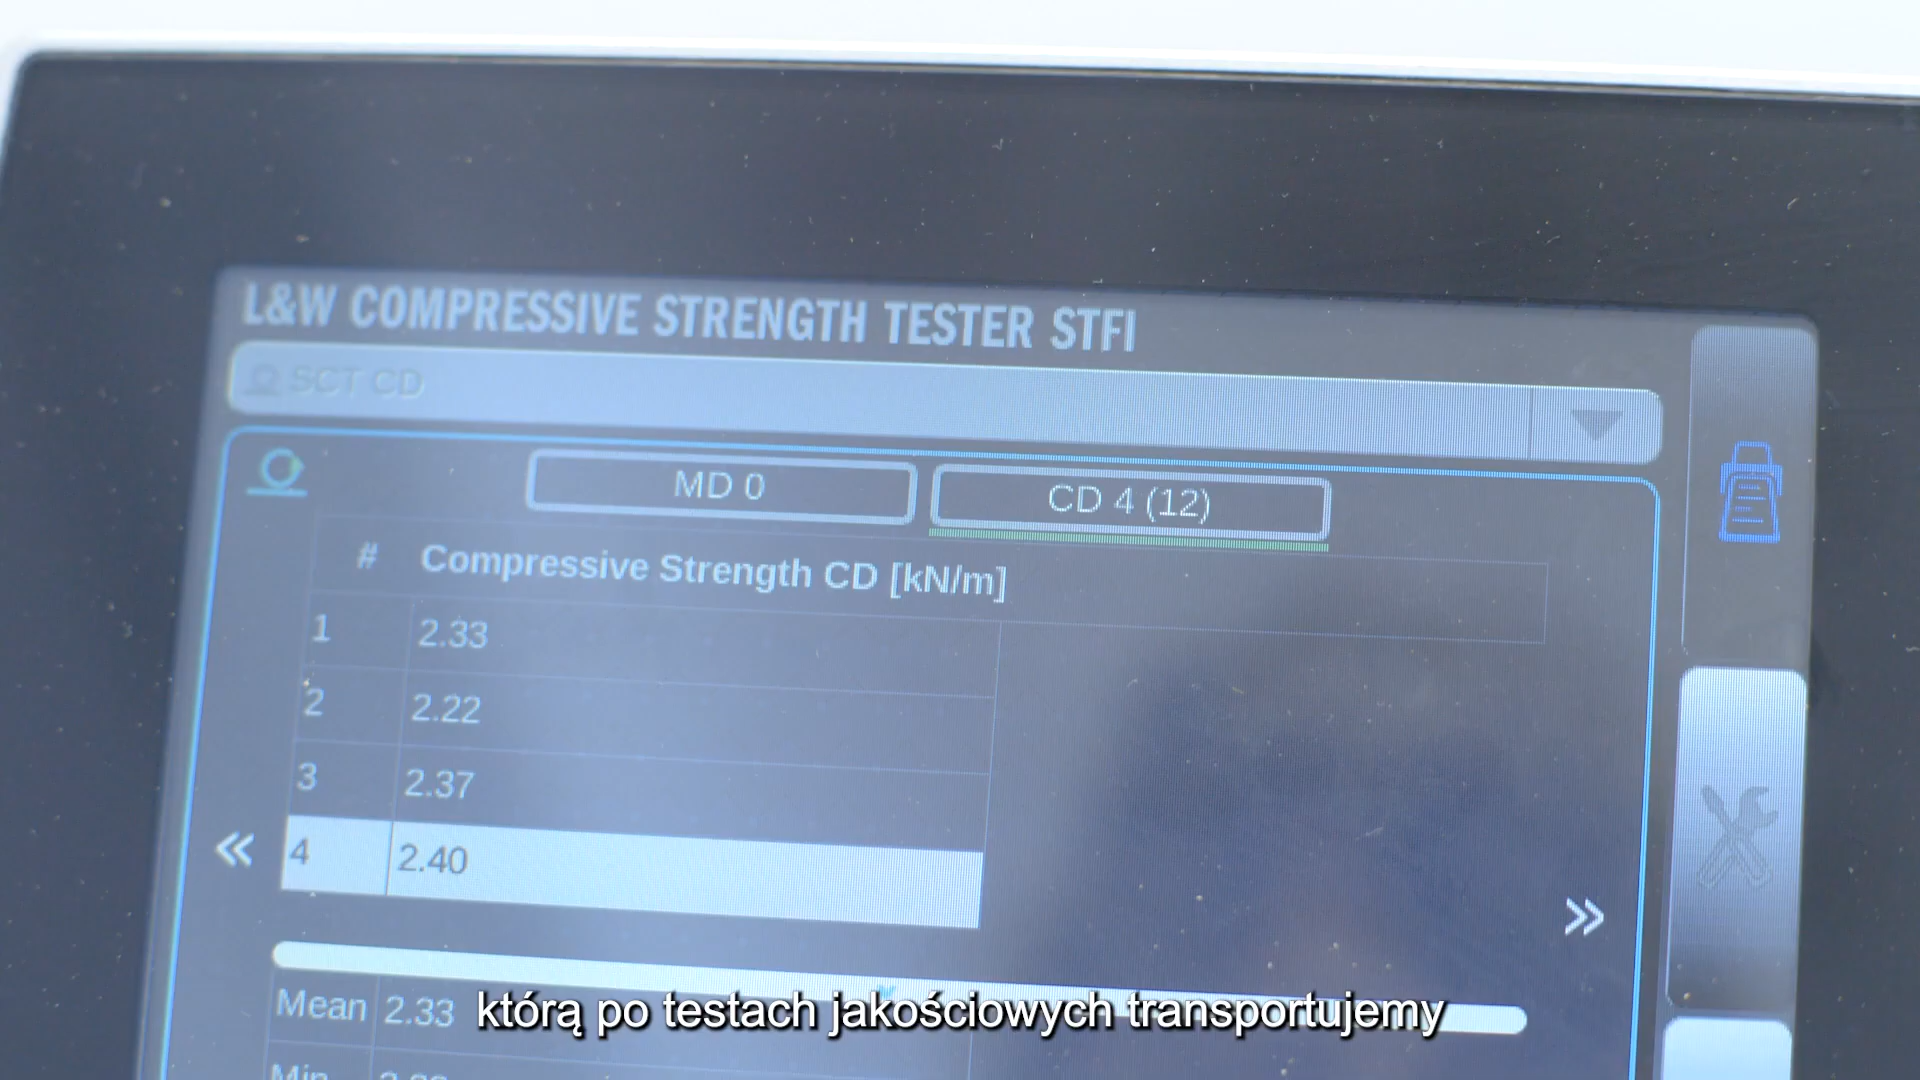 L&W COMPRESSIVE STRENGTH TESTER STFI
SCT CD
MD 0
CD 4 (12)
# Compressive Strength CD [kN/m]
1 2.33
2 2.22
3 2.37
4 2.40
Mean 2.33
którą po testach jakościowych transportujemy
Min